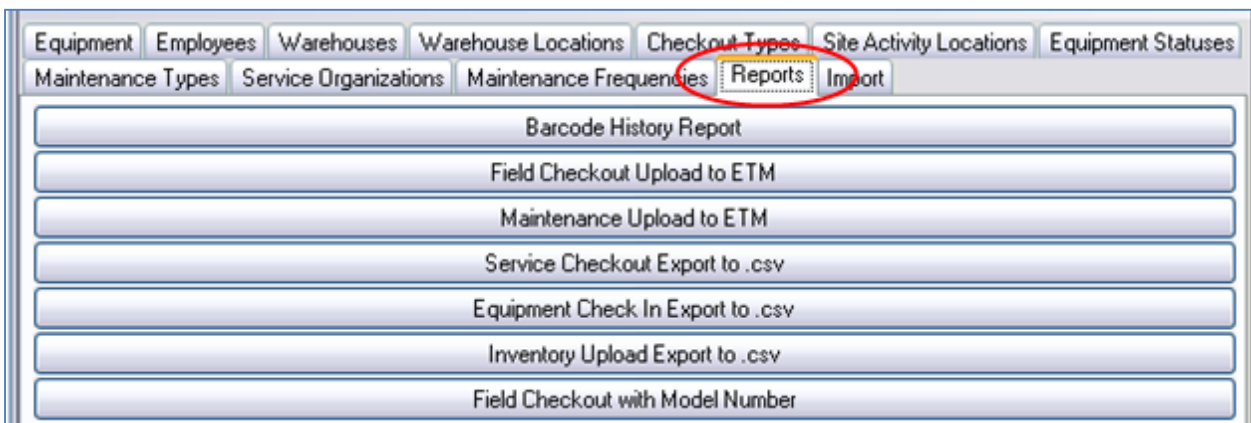 Equipment Employees Warehouses Warehouse Locations Checkout Types Site Activity Locations Equipment Statuses
Maintenance Types Service Organizations Maintenance Frequencies Reports Import
Barcode History Report
Field Checkout Upload to ETM
Maintenance Upload to ETM
Service Checkout Export to .csv
Equipment Check In Export to .csv
Inventory Upload Export to .csv
Field Checkout with Model Number